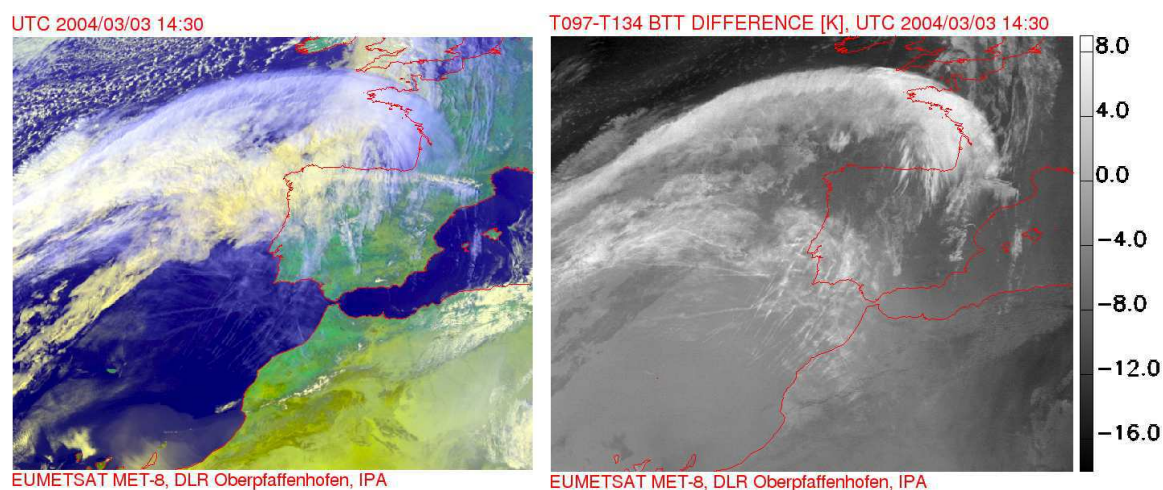 UTC 2004/03/03 14:30
T097-T134 BTT DIFFERENCE [K], UTC 2004/03/03 14:30
8.0
4.0
0.0
−4.0
−8.0
−12.0
−16.0
EUMETSAT MET-8, DLR Oberpfaffenhofen, IPA
EUMETSAT MET-8, DLR Oberpfaffenhofen, IPA